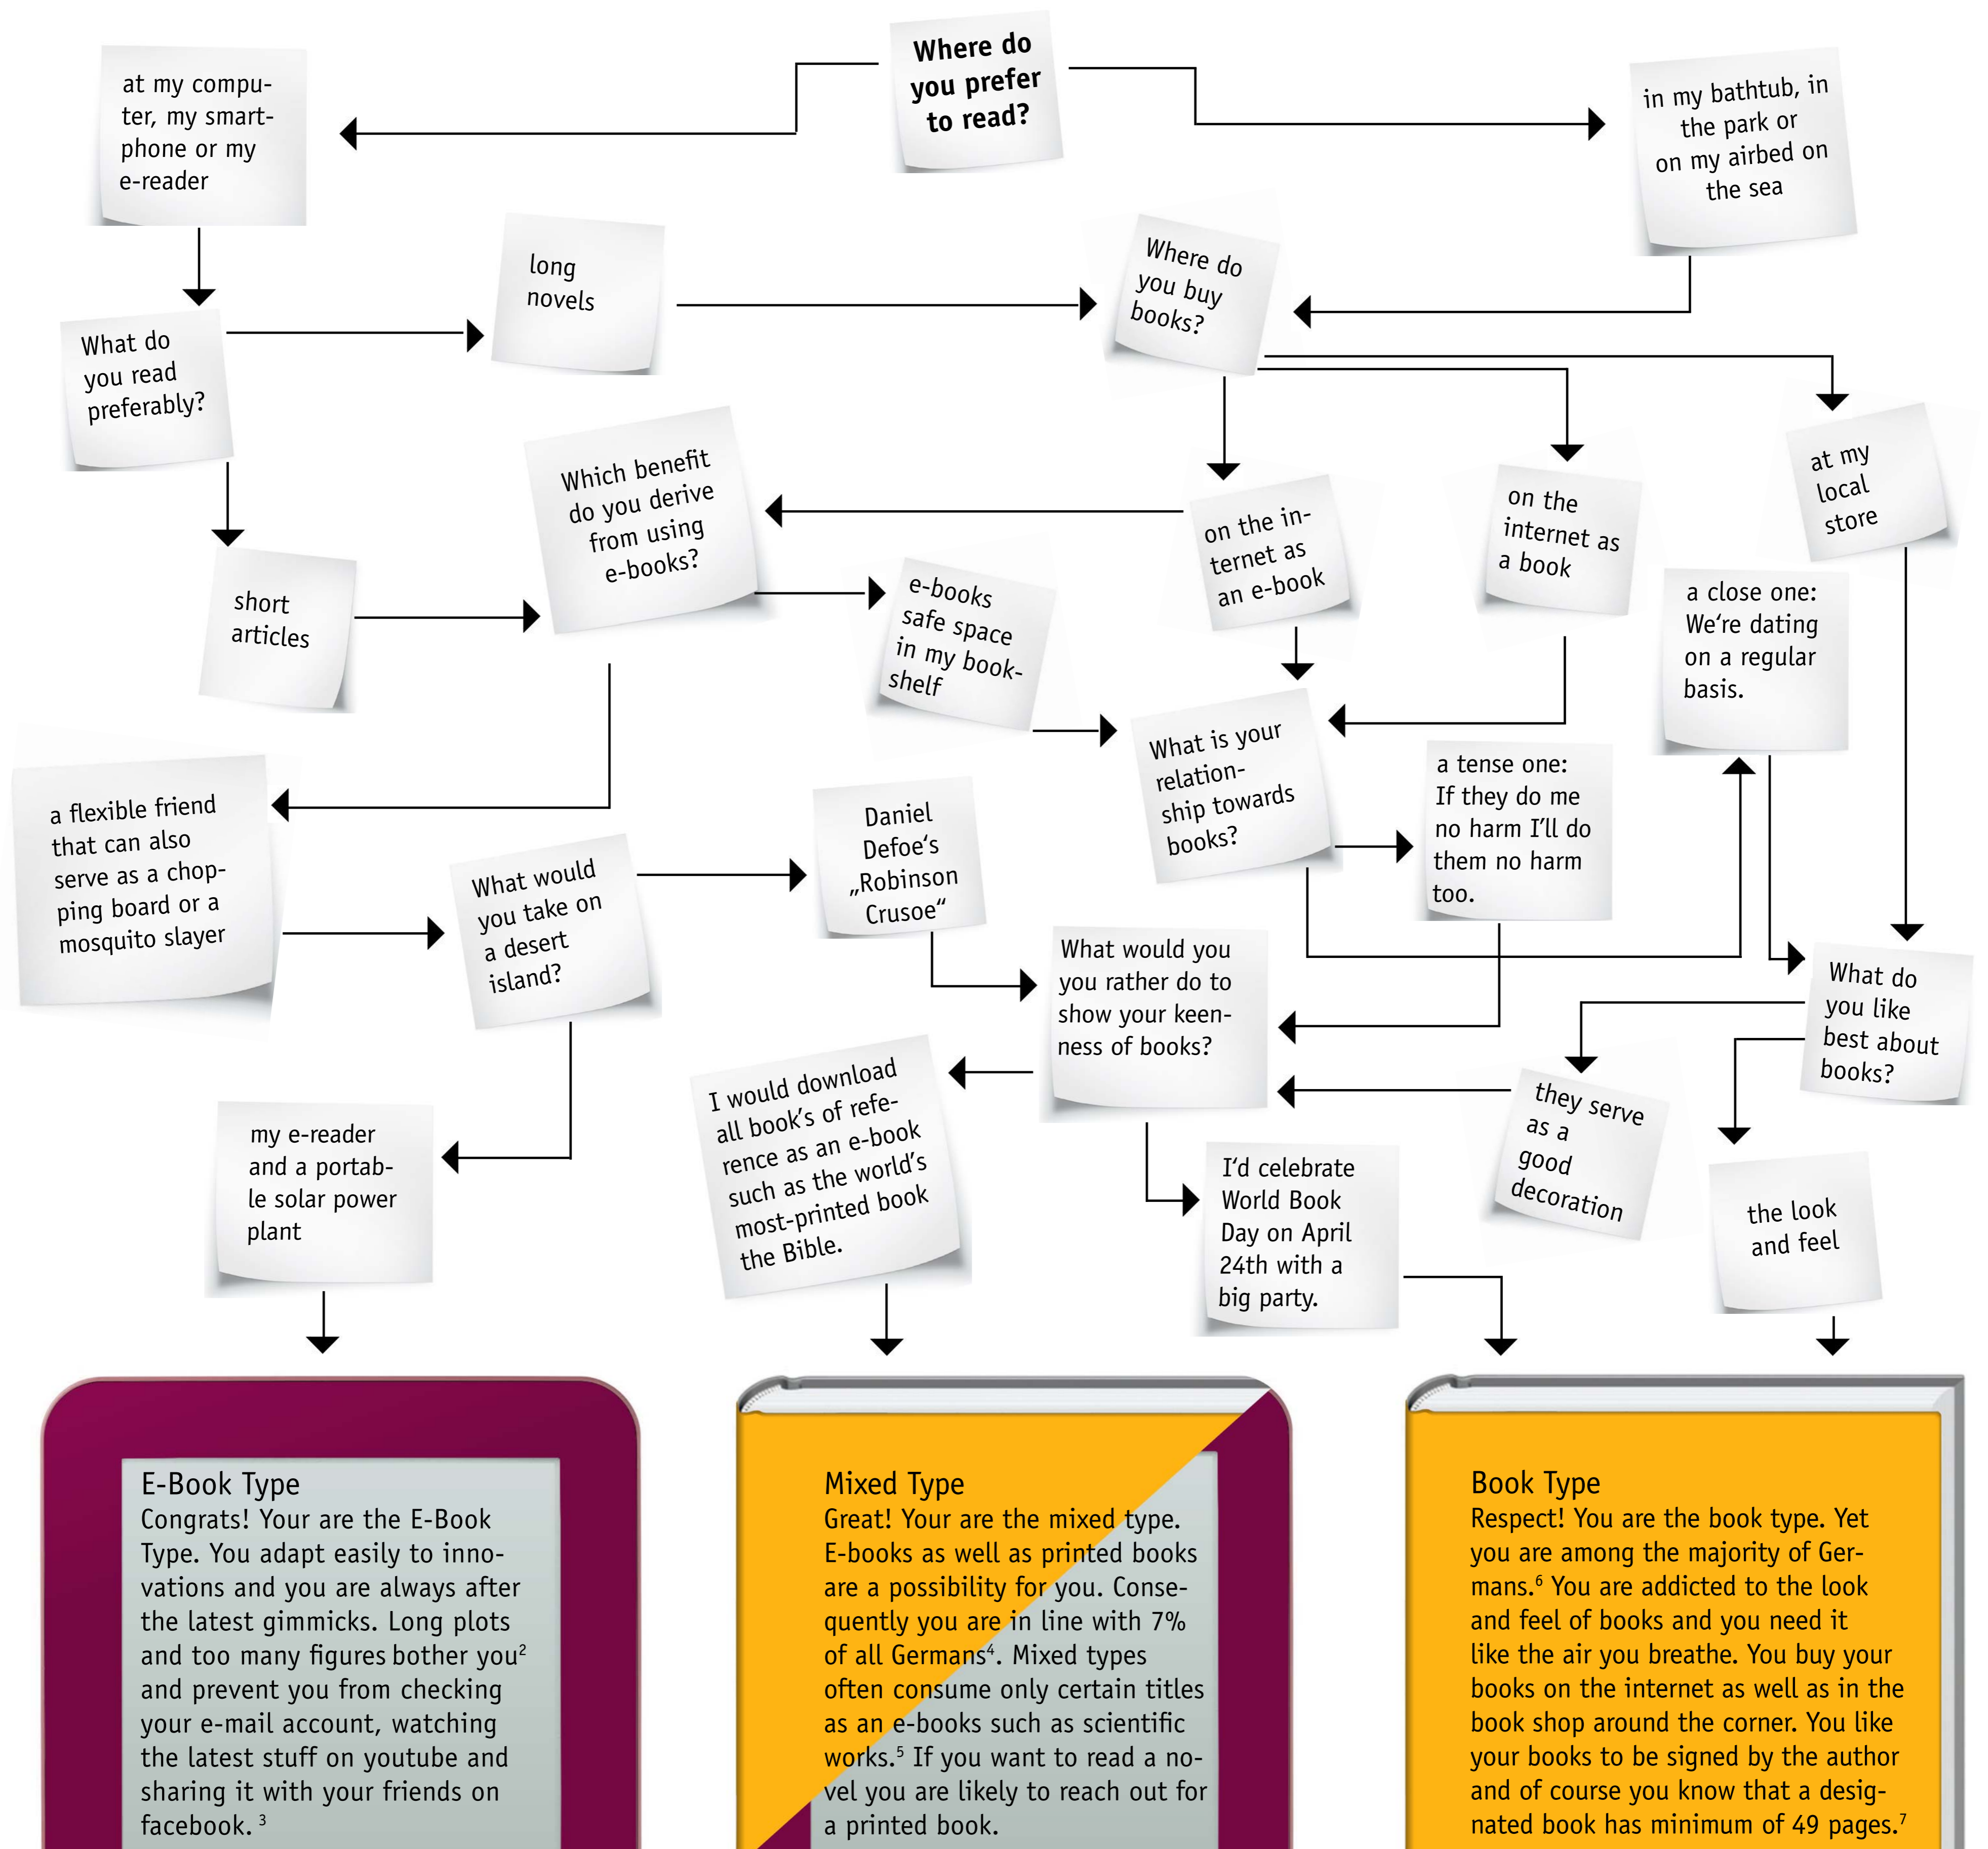 Where do
you prefer
to read?
at my compu-
ter, my smart-
phone or my
e-reader
in my bathtub, in
the park or
on my airbed on
the sea
long
novels
Where do
you buy
books?
What do
you read
preferably?
Which benefit
do you derive
from using
e-books?
on the in-
ternet as
an e-book
on the
internet as
a book
at my
local
store
short
articles
e-books
safe space
in my book-
shelf
a close one:
We're dating
on a regular
basis.
What is your
relation-
ship towards
books?
a tense one:
If they do me
no harm I'll do
them no harm
too.
a flexible friend
that can also
serve as a chop-
ping board or a
mosquito slayer
What would
you take on
a desert
island?
Daniel
Defoe's
„Robinson
Crusoe“
What would you
you rather do to
show your keen-
ness of books?
What do
you like
best about
books?
I would download
all book's of refe-
rence as an e-book
such as the world's
most-printed book
the Bible.
my e-reader
and a portab-
le solar power
plant
I'd celebrate
World Book
Day on April
24th with a
big party.
they serve
as a
good
decoration
the look
and feel
E-Book Type
Congrats! Your are the E-Book
Type. You adapt easily to inno-
vations and you are always after
the latest gimmicks. Long plots
and too many figures bother you²
and prevent you from checking
your e-mail account, watching
the latest stuff on youtube and
sharing it with your friends on
facebook. ³
Mixed Type
Great! Your are the mixed type.
E-books as well as printed books
are a possibility for you. Conse-
quently you are in line with 7%
of all Germans⁴. Mixed types
often consume only certain titles
as an e-books such as scientific
works.⁵ If you want to read a no-
vel you are likely to reach out for
a printed book.
Book Type
Respect! You are the book type. Yet
you are among the majority of Ger-
mans.⁶ You are addicted to the look
and feel of books and you need it
like the air you breathe. You buy your
books on the internet as well as in the
book shop around the corner. You like
your books to be signed by the author
and of course you know that a desig-
nated book has minimum of 49 pages.⁷